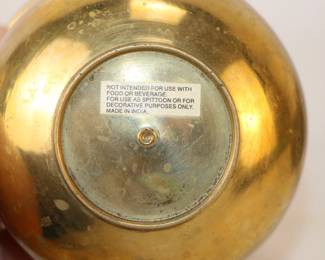 NOT INTENDED FOR USE WITH
FOOD OR BEVERAGE.
FOR USE AS SPITTOON OR FOR
DECORATIVE PURPOSES ONLY.
MADE IN INDIA.